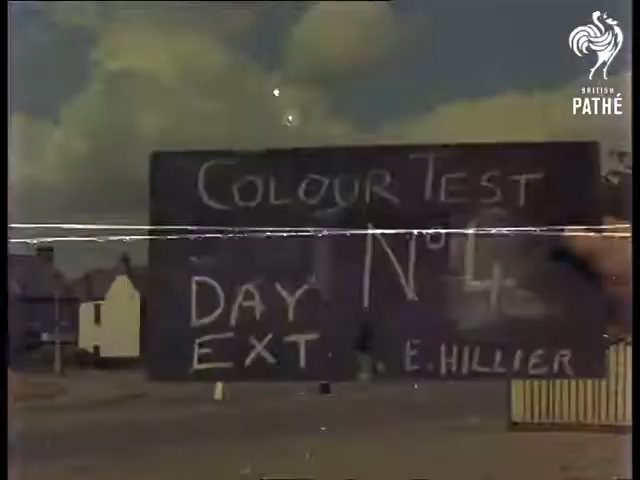 BRITISH
PATHÉ
COLOUR TEST
Nº 4
DAY
EXT
E. HILLIER